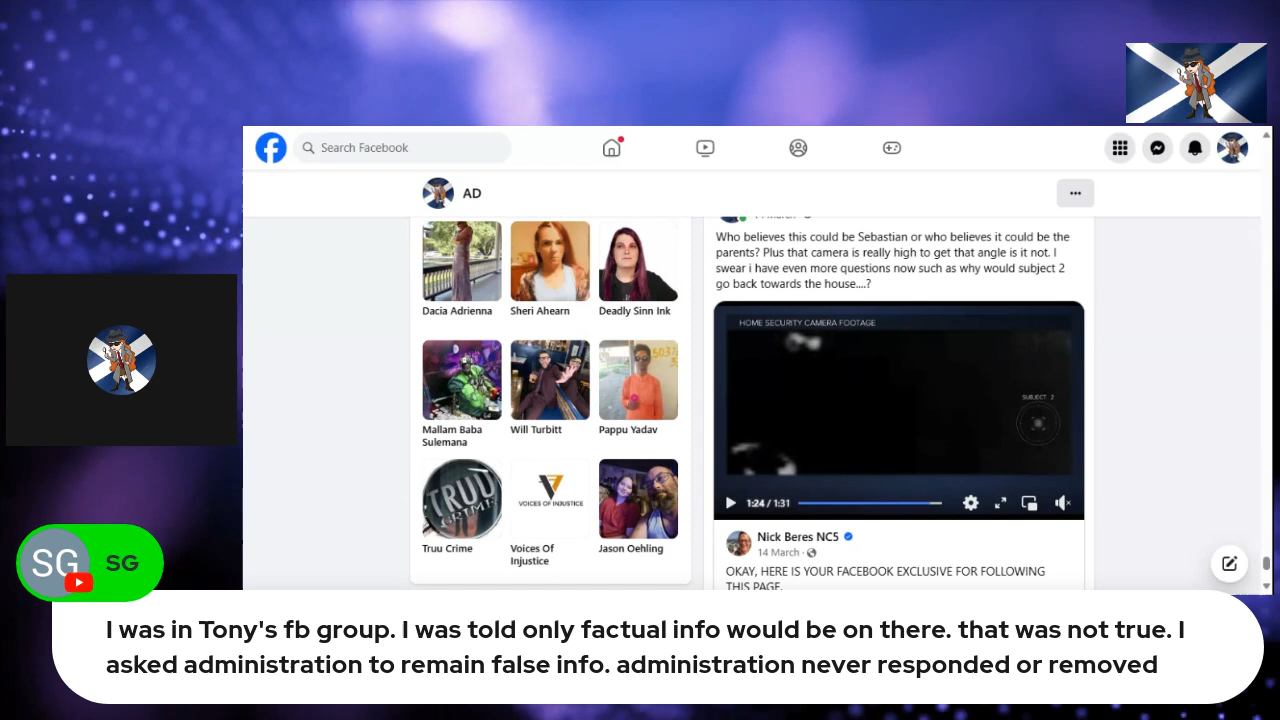 Search Facebook
AD
Dacia Adrienna
Sheri Ahearn
Deadly Sinn Ink
Mallam Baba
Sulemana
Will Turbitt
Pappu Yadav
TRUU
CRIME
VOICES OF INJUSTICE
Truu Crime
Voices Of
Injustice
Jason Oehling
Who believes this could be Sebastian or who believes it could be the
parents? Plus that camera is really high to get that angle is it not. I
swear i have even more questions now such as why would subject 2
go back towards the house....?
HOME SECURITY CAMERA FOOTAGE
SUBJECT 2
1:24 / 1:31
Nick Beres NC5
14 March ·
OKAY, HERE IS YOUR FACEBOOK EXCLUSIVE FOR FOLLOWING
THIS PAGE.
SG
SG
I was in Tony's fb group. I was told only factual info would be on there. that was not true. I
asked administration to remain false info. administration never responded or removed